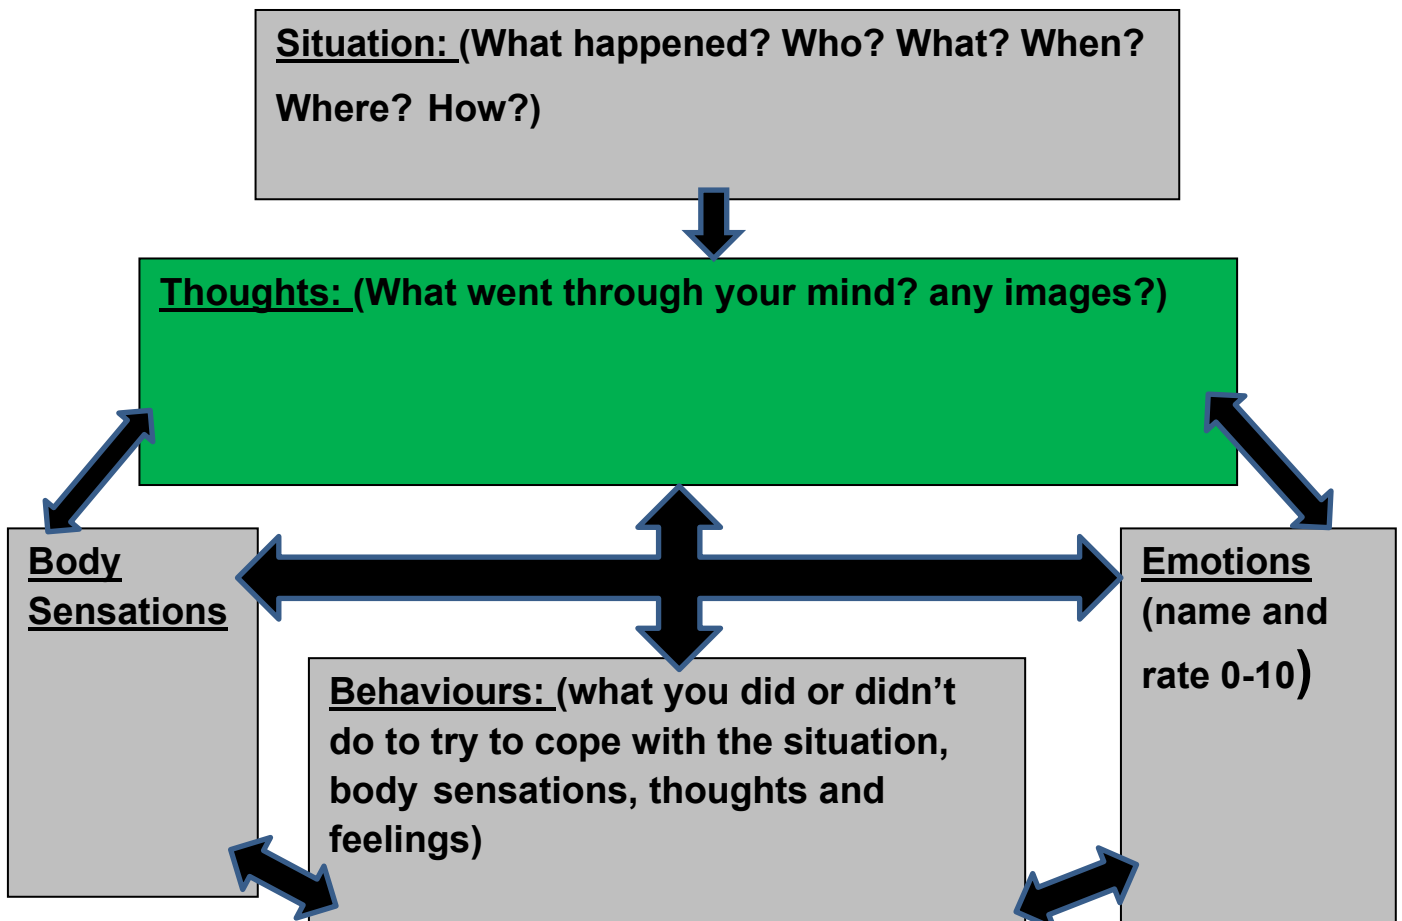 Situation: (What happened? Who? What? When?
Where? How?)
Thoughts: (What went through your mind? any images?)
Body
Sensations
Emotions
(name and
rate 0-10)
Behaviours: (what you did or didn’t
do to try to cope with the situation,
body sensations, thoughts and
feelings)